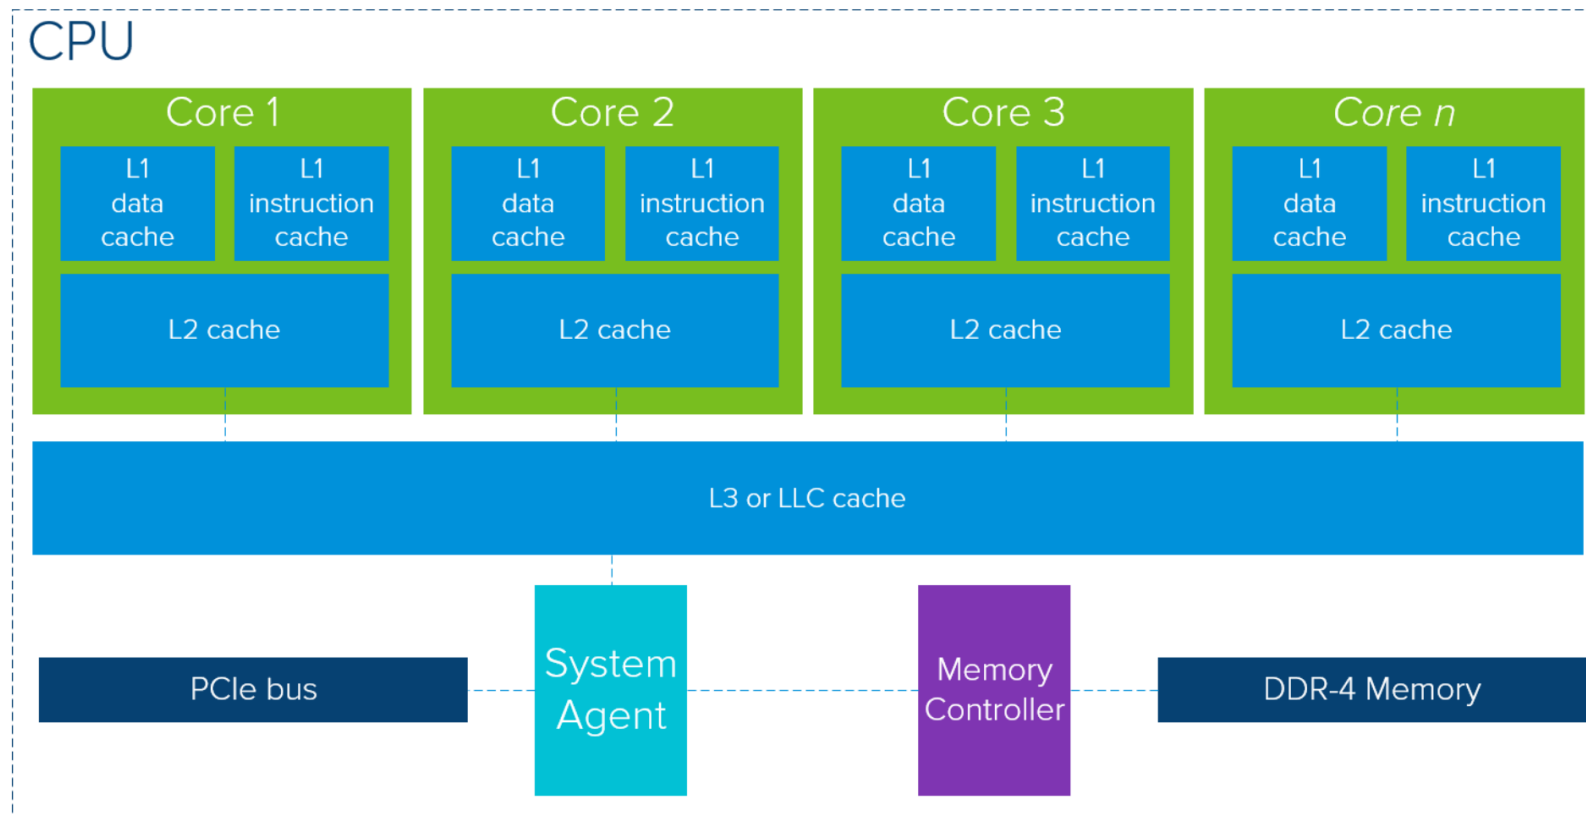 CPU
Core 1
L1
data
cache
L1
instruction
cache
L2 cache
Core 2
L1
data
cache
L1
instruction
cache
L2 cache
Core 3
L1
data
cache
L1
instruction
cache
L2 cache
Core n
L1
data
cache
L1
instruction
cache
L2 cache
L3 or LLC cache
PCIe bus
System
Agent
Memory
Controller
DDR-4 Memory